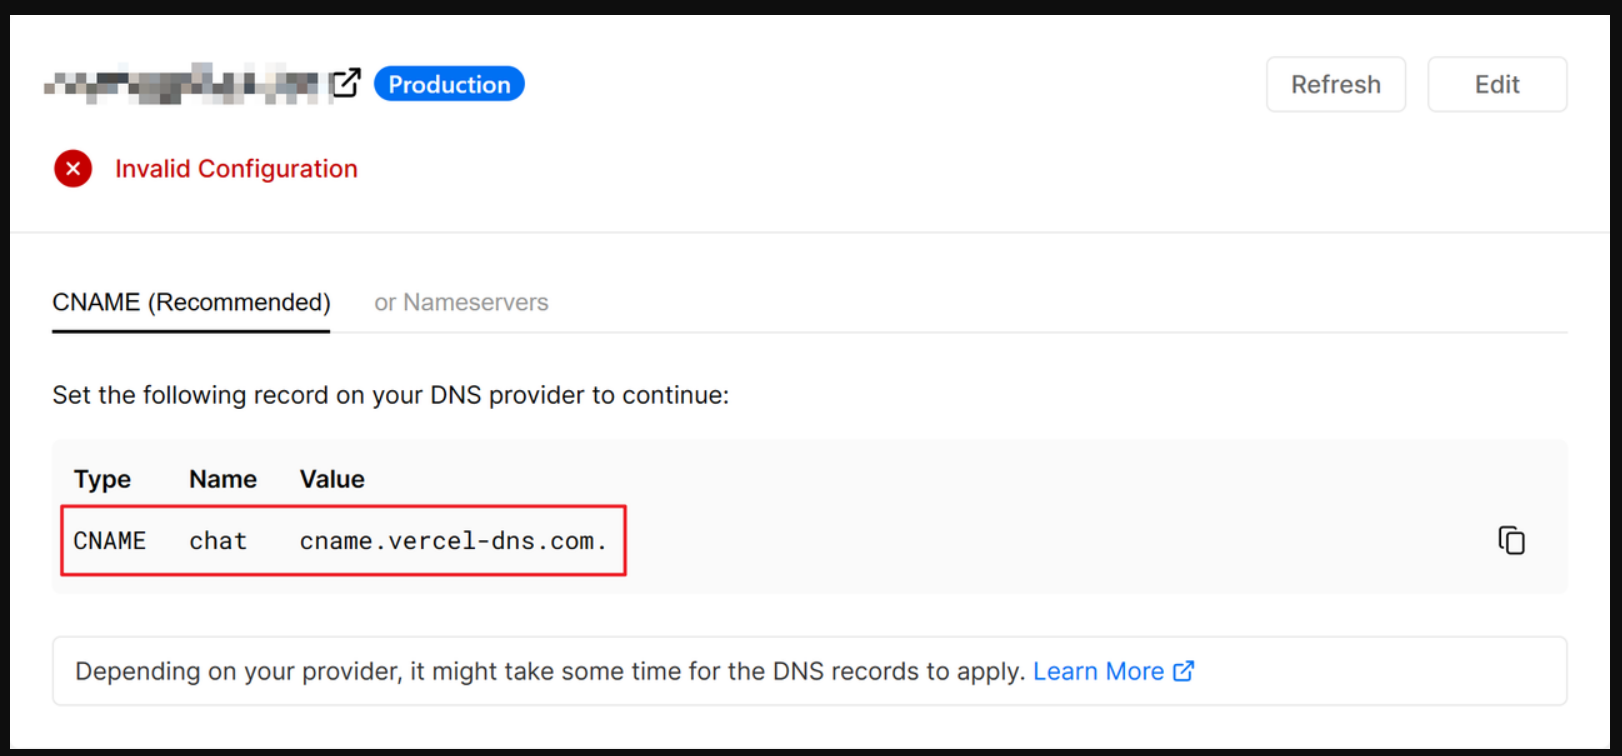 Production
Refresh
Edit
Invalid Configuration
CNAME (Recommended)
or Nameservers
Set the following record on your DNS provider to continue:
Type Name Value
CNAME chat cname.vercel-dns.com.
Depending on your provider, it might take some time for the DNS records to apply. Learn More